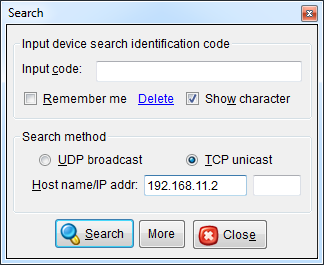 Search
Input device search identification code
Input code:
Remember me Delete Show character
Search method
UDP broadcast TCP unicast
Host name/IP addr: 192.168.11.2
Search More Close